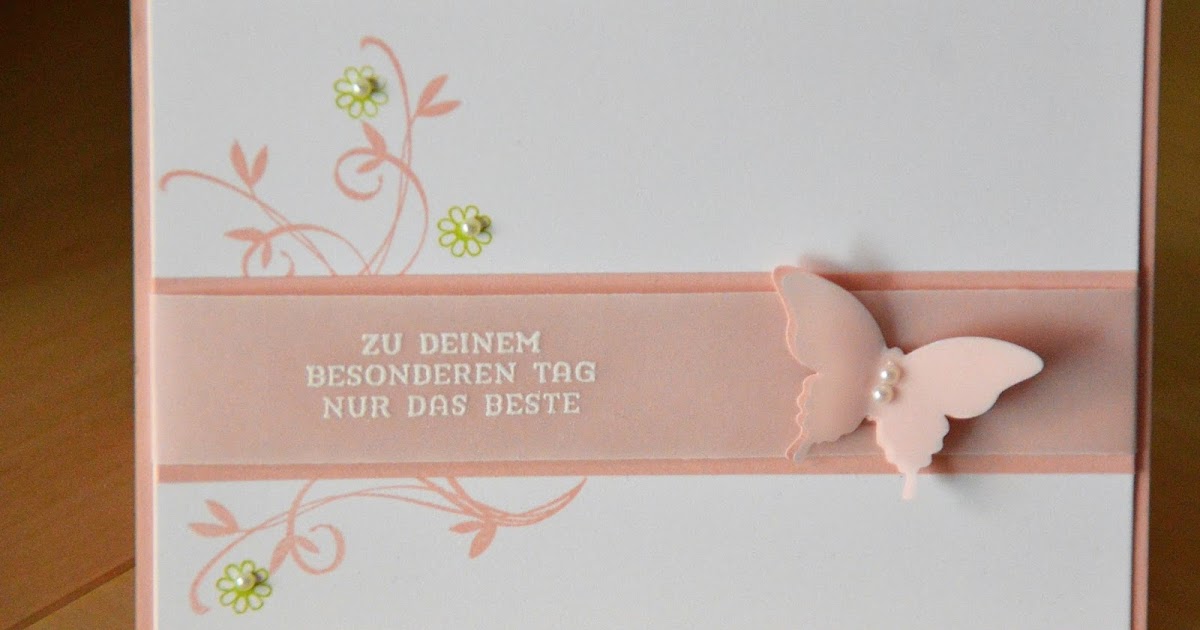 ZU DEINEM
BESONDEREN TAG
NUR DAS BESTE